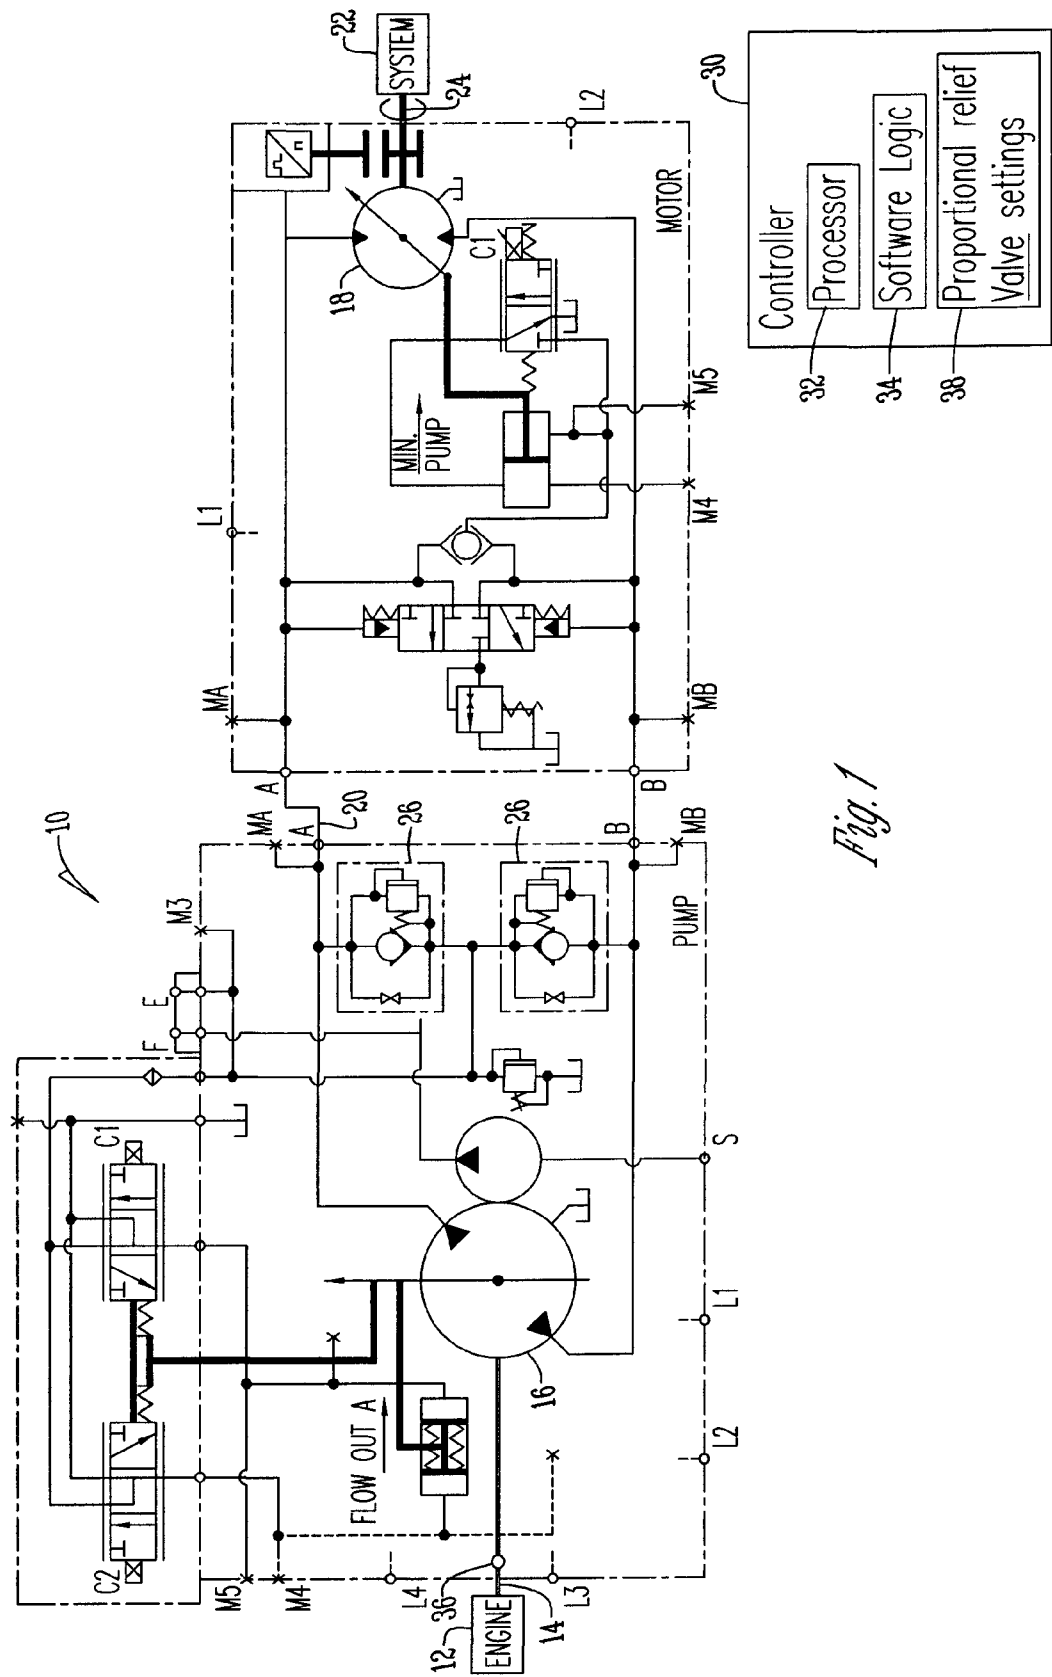 10
22
SYSTEM
24
L2
n
18
C1
MOTOR
MIN.
PUMP
M5
M4
L1
MA
MB
A
B
30
Controller
32
Processor
34
Software Logic
38
Proportional relief
Valve settings
MA
A
20
26
26
B
MB
PUMP
M3
E
F
C1
C2
S
16
FLOW OUT A
L1
L2
M5
M4
L4
L3
36
14
12
ENGINE
Fig. 1